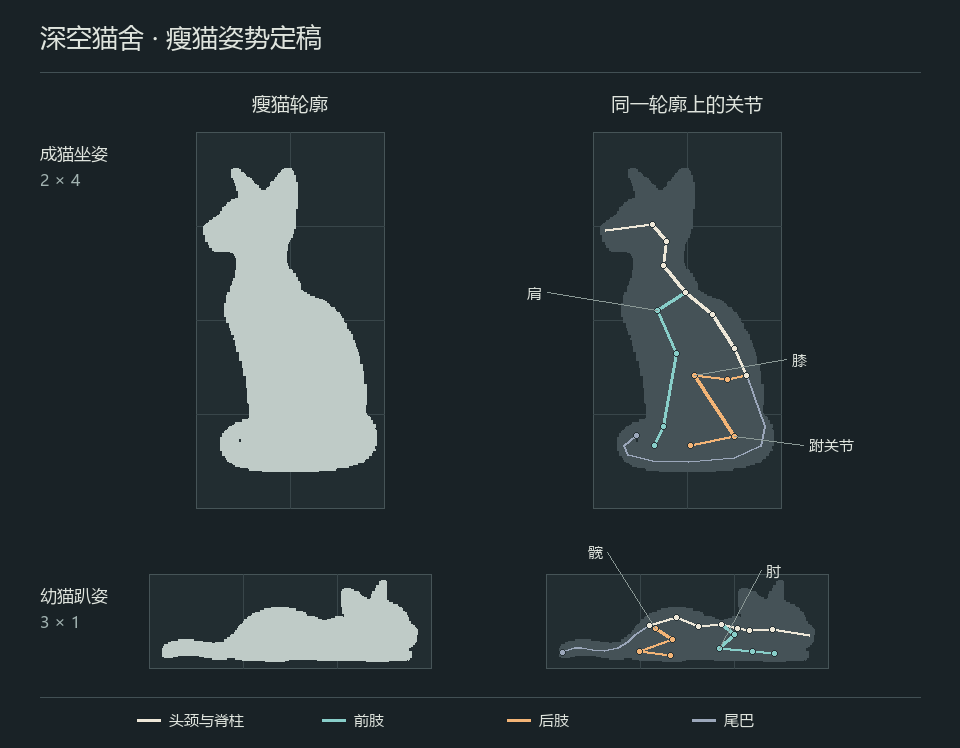 深空猫舍 · 瘦猫姿势定稿
瘦猫轮廓
同一轮廓上的关节
成猫坐姿
2 × 4
肩
膝
跗关节
髋
肘
幼猫趴姿
3 × 1
头颈与脊柱
前肢
后肢
尾巴